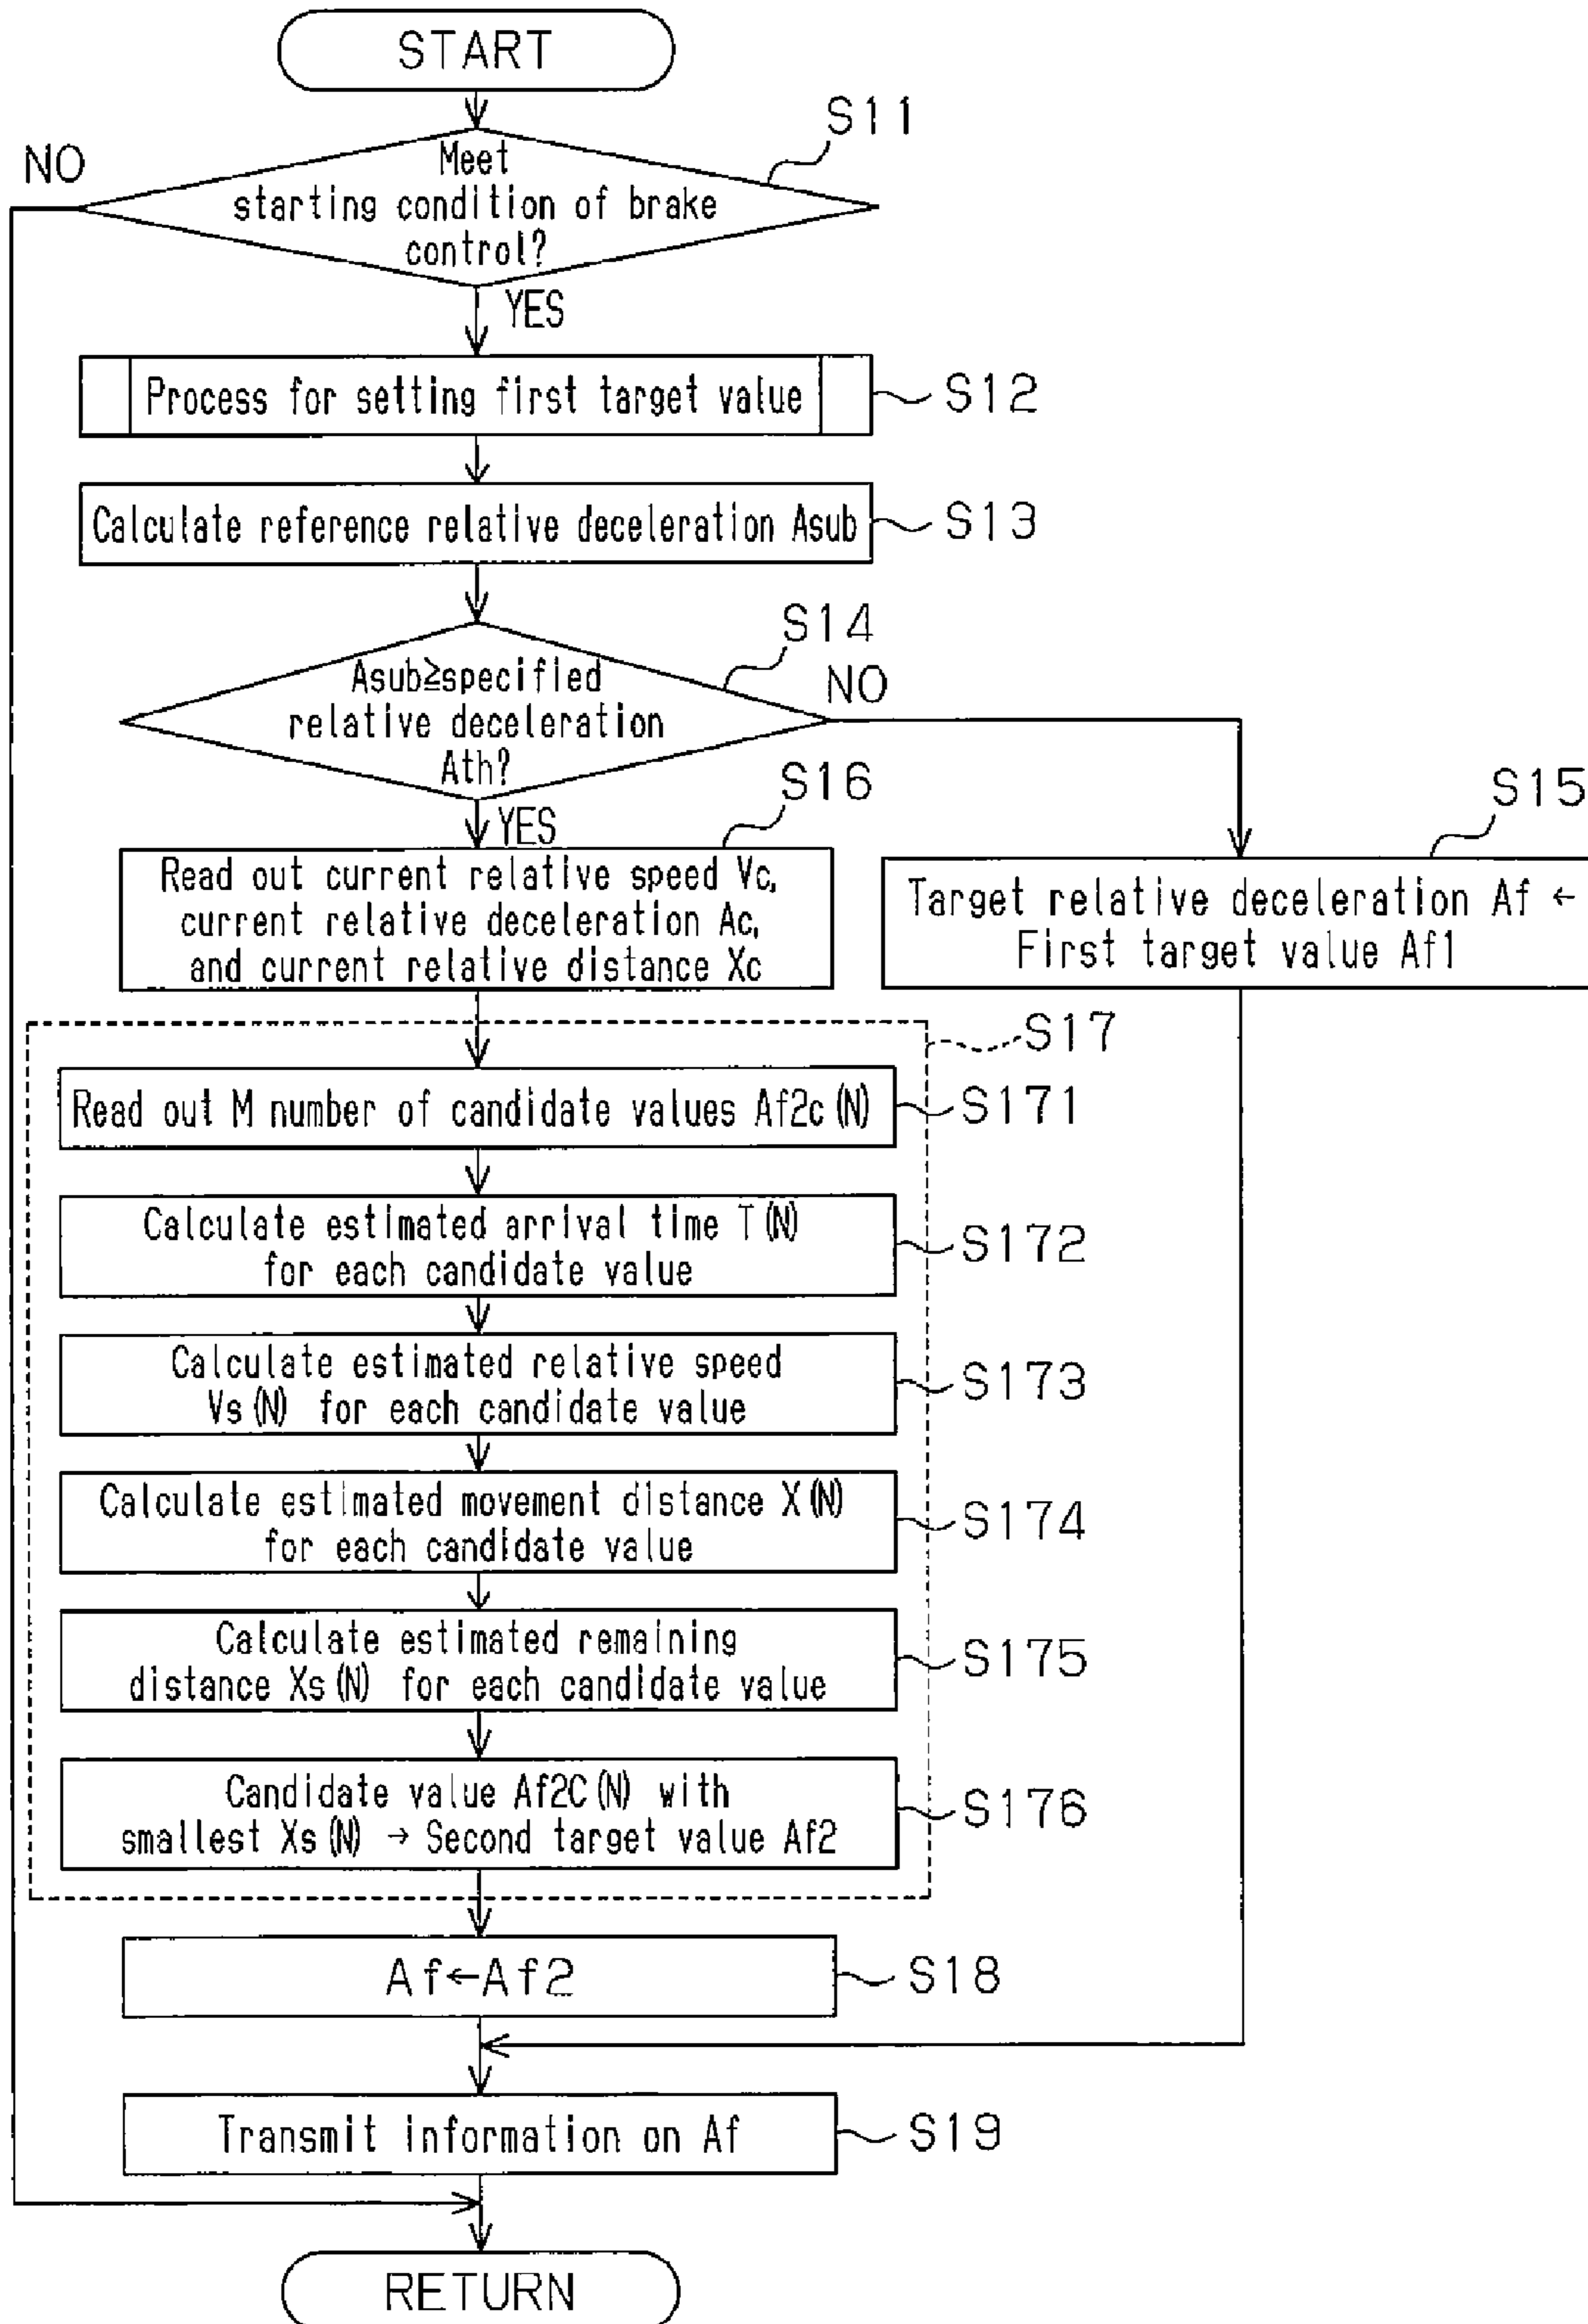 START
S11
NO
Meet
starting condition of brake
control?
YES
Process for setting first target value
S12
Calculate reference relative deceleration Asub
S13
S14
Asub≧specified
relative deceleration
Ath?
NO
YES
S16
Read out current relative speed Vc,
current relative deceleration Ac,
and current relative distance Xc
S15
Target relative deceleration Af ←
First target value Af1
S17
Read out M number of candidate values Af2c(N)
S171
Calculate estimated arrival time T(N)
for each candidate value
S172
Calculate estimated relative speed
Vs(N) for each candidate value
S173
Calculate estimated movement distance X(N)
for each candidate value
S174
Calculate estimated remaining
distance Xs(N) for each candidate value
S175
Candidate value Af2C(N) with
smallest Xs(N) → Second target value Af2
S176
Af←Af2
S18
Transmit information on Af
S19
RETURN